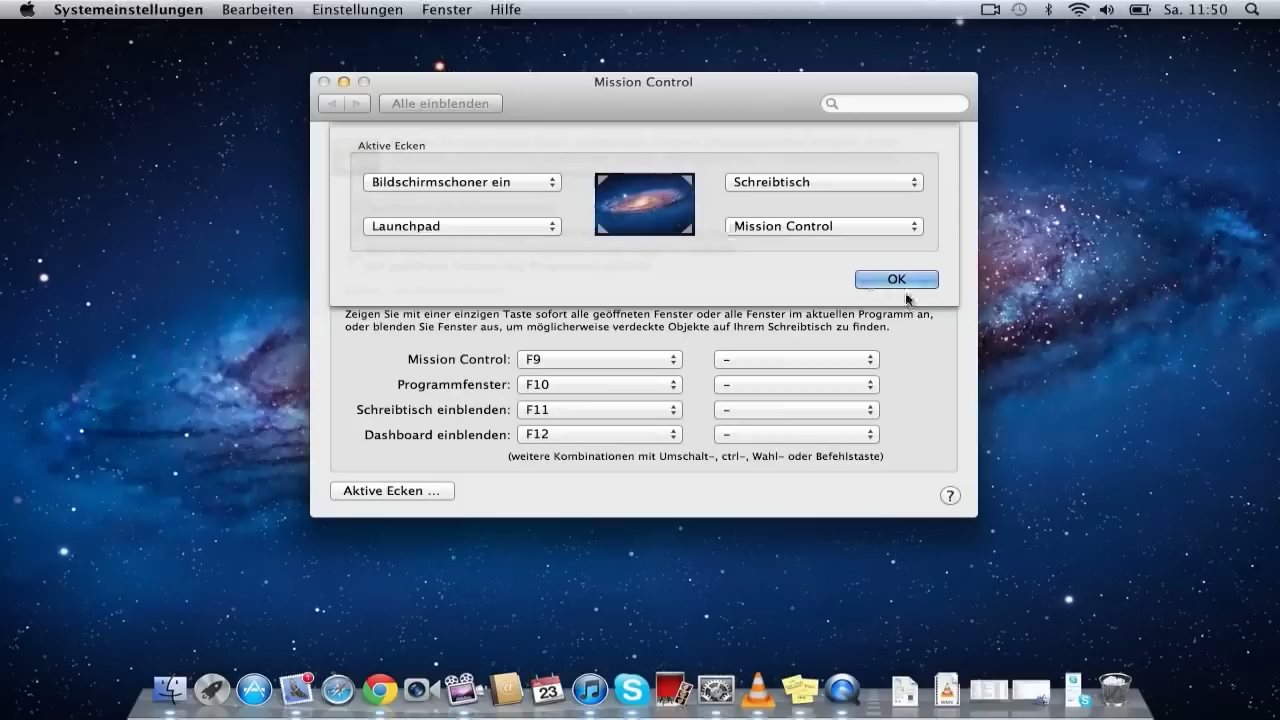 Systemeinstellungen Bearbeiten Einstellungen Fenster Hilfe Sa. 11:50
Mission Control
Alle einblenden
Aktive Ecken
Bildschirmschoner ein Schreibtisch
Launchpad Mission Control
OK
Zeigen Sie mit einer einzigen Taste sofort alle geöffneten Fenster oder alle Fenster im aktuellen Programm an,
oder blenden Sie Fenster aus, um möglicherweise verdeckte Objekte auf Ihrem Schreibtisch zu finden.
Mission Control: F9 –
Programmfenster: F10 –
Schreibtisch einblenden: F11 –
Dashboard einblenden: F12 –
(weitere Kombinationen mit Umschalt-, ctrl-, Wahl- oder Befehlstaste)
Aktive Ecken ... ?
23